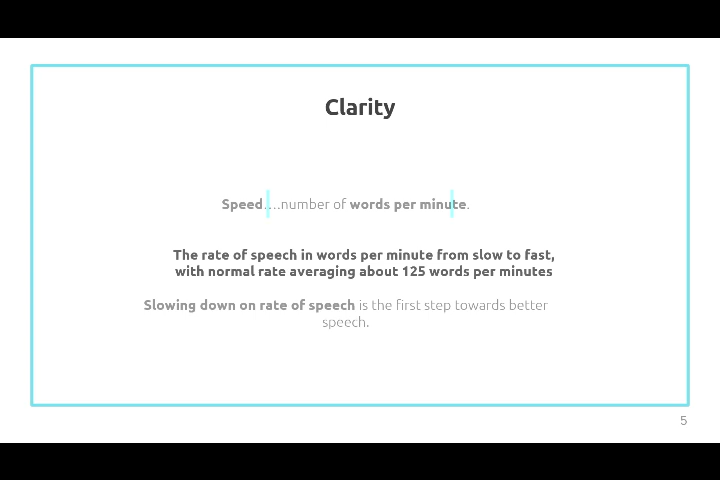 Clarity
Speed....number of words per minute.
The rate of speech in words per minute from slow to fast,
with normal rate averaging about 125 words per minutes
Slowing down on rate of speech is the first step towards better
speech.
5